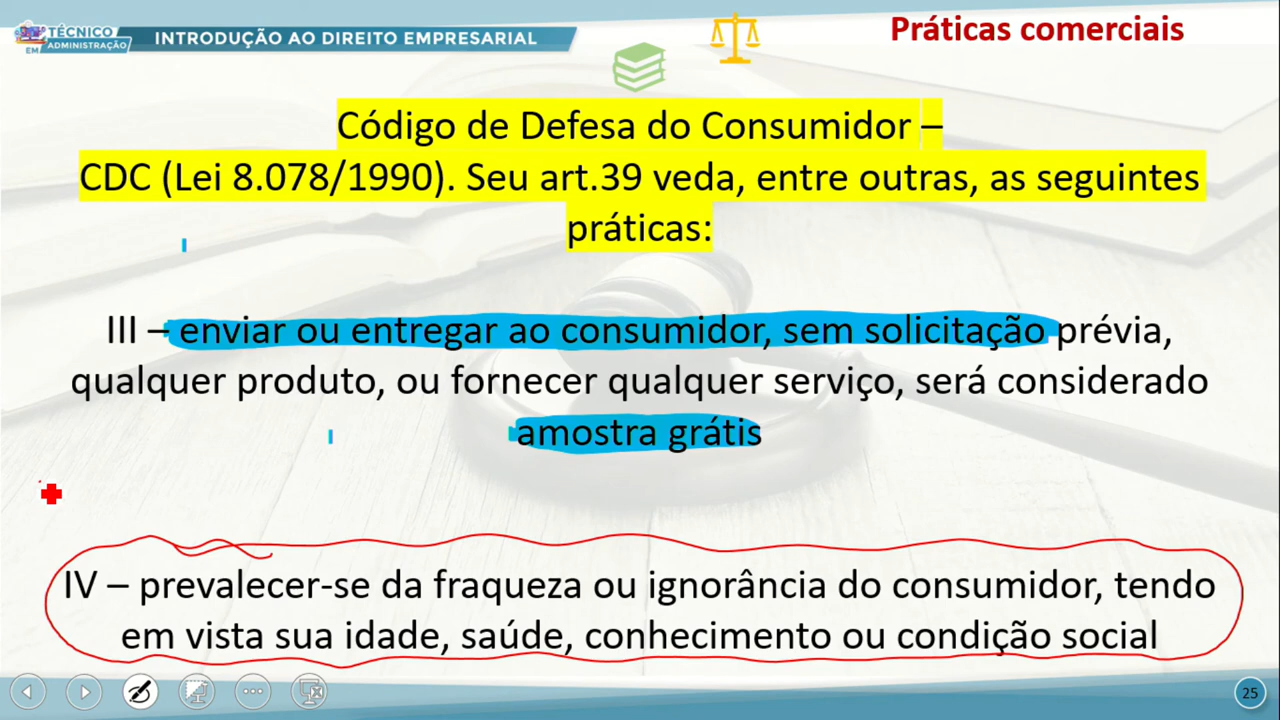 TÉCNICO
EM ADMINISTRAÇÃO
INTRODUÇÃO AO DIREITO EMPRESARIAL
Práticas comerciais
Código de Defesa do Consumidor –
CDC (Lei 8.078/1990). Seu art.39 veda, entre outras, as seguintes
práticas:
III – enviar ou entregar ao consumidor, sem solicitação prévia,
qualquer produto, ou fornecer qualquer serviço, será considerado
amostra grátis
IV – prevalecer-se da fraqueza ou ignorância do consumidor, tendo
em vista sua idade, saúde, conhecimento ou condição social
25